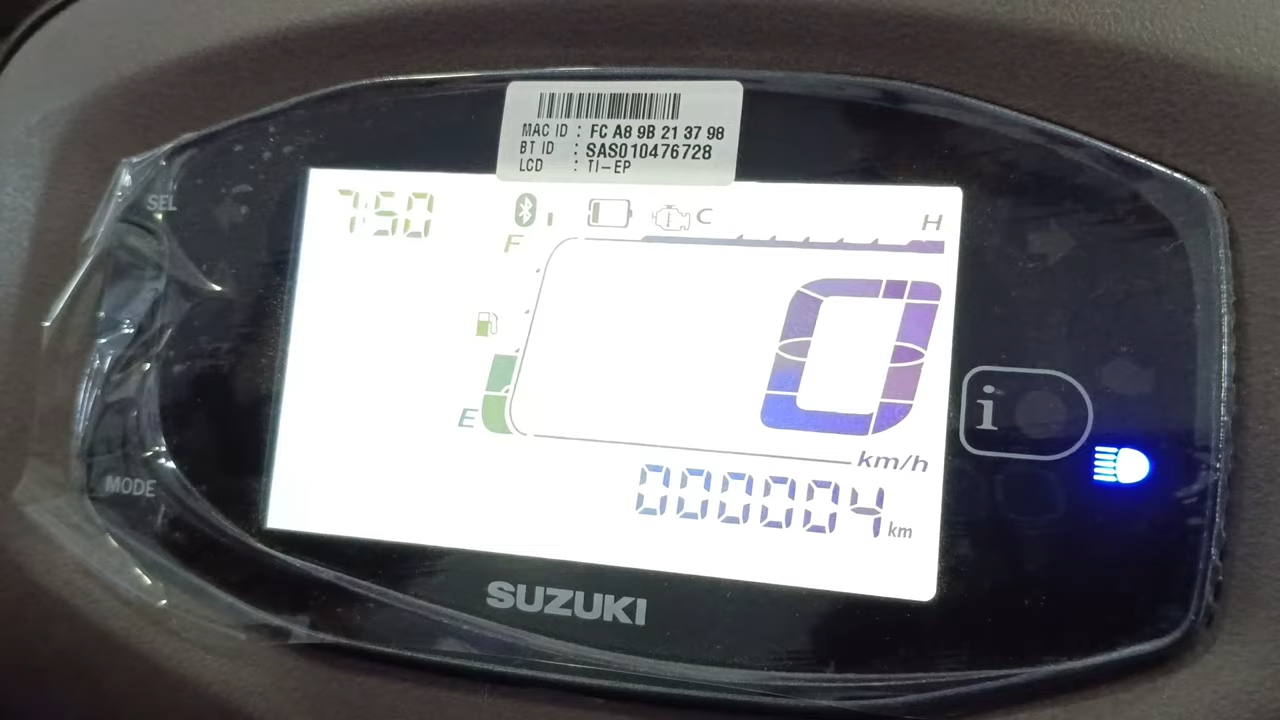 MAC ID : FC A8 9B 21 37 98
BT ID : SAS010476728
LCD : TI-EP
SEL
7:50
C
H
F
0
E
i
km/h
MODE
000004 km
SUZUKI